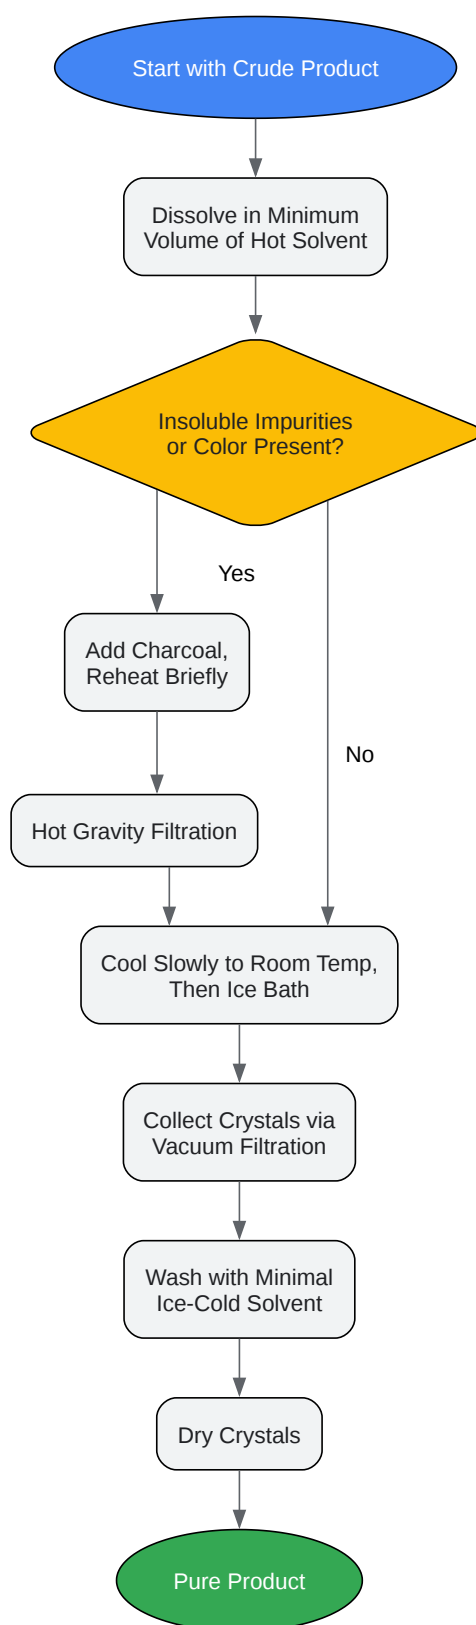 Start with Crude Product
Dissolve in Minimum
Volume of Hot Solvent
Insoluble Impurities
or Color Present?
Yes
Add Charcoal,
Reheat Briefly
No
Hot Gravity Filtration
Cool Slowly to Room Temp,
Then Ice Bath
Collect Crystals via
Vacuum Filtration
Wash with Minimal
Ice-Cold Solvent
Dry Crystals
Pure Product